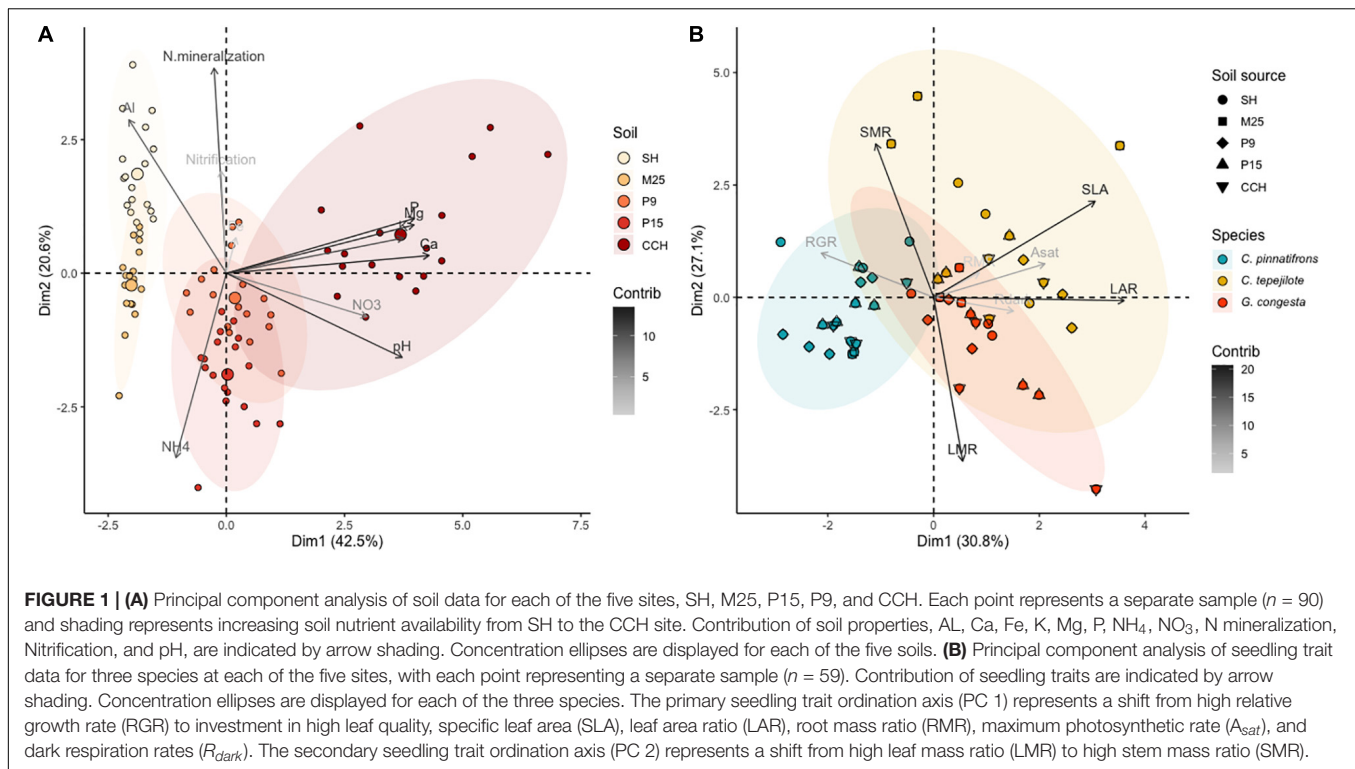 A
N.mineralization
Al
Nitrification
P
Mg
Ca
NO3
pH
NH4
2.5
0.0
-2.5
-2.5
0.0
2.5
5.0
7.5
Dim1 (42.5%)
Dim2 (20.6%)
Soil
SH
M25
P9
P15
CCH
Contrib
10
5
B
SMR
SLA
RGR
Asat
LAR
LMR
5.0
2.5
0.0
-2.5
-2
0
2
4
Dim1 (30.8%)
Dim2 (27.1%)
Soil source
SH
M25
P9
P15
CCH
Species
C. pinnatifrons
C. tepejilote
G. congesta
Contrib
20
15
10
5
FIGURE 1 | (A) Principal component analysis of soil data for each of the five sites, SH, M25, P15, P9, and CCH. Each point represents a separate sample (n = 90)
and shading represents increasing soil nutrient availability from SH to the CCH site. Contribution of soil properties, AL, Ca, Fe, K, Mg, P, NH₄, NO₃, N mineralization,
Nitrification, and pH, are indicated by arrow shading. Concentration ellipses are displayed for each of the five soils. (B) Principal component analysis of seedling trait
data for three species at each of the five sites, with each point representing a separate sample (n = 59). Contribution of seedling traits are indicated by arrow
shading. Concentration ellipses are displayed for each of the three species. The primary seedling trait ordination axis (PC 1) represents a shift from high relative
growth rate (RGR) to investment in high leaf quality, specific leaf area (SLA), leaf area ratio (LAR), root mass ratio (RMR), maximum photosynthetic rate (Asat), and
dark respiration rates (Rdark). The secondary seedling trait ordination axis (PC 2) represents a shift from high leaf mass ratio (LMR) to high stem mass ratio (SMR).